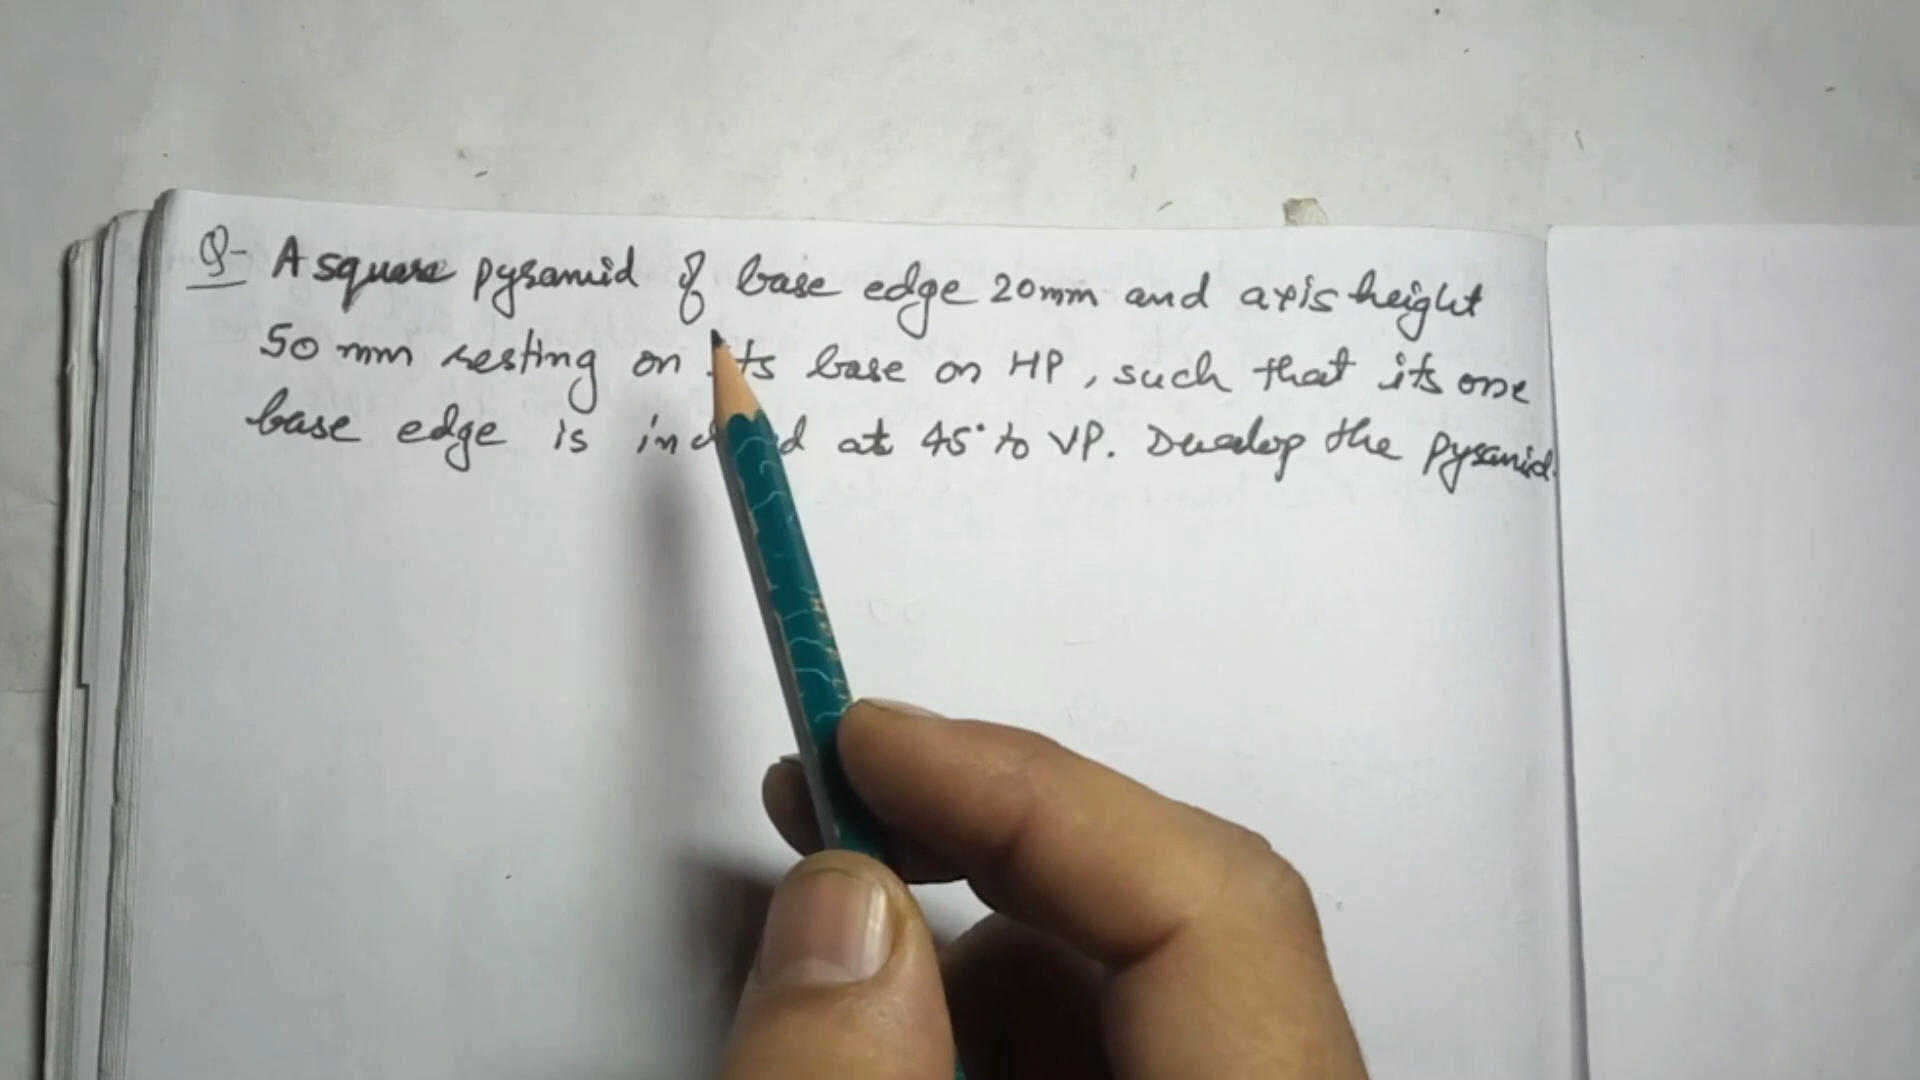 Q- A square pyramid of base edge 20mm and axis height
50 mm resting on its base on HP, such that its one
base edge is inc d at 45° to VP. Develop the pyramid.